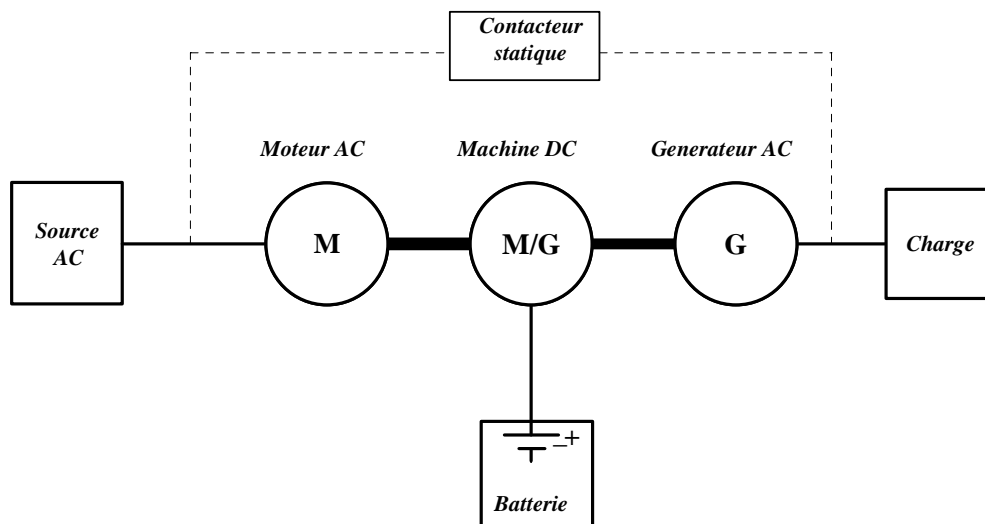 Contacteur
statique
Moteur AC
Machine DC
Generateur AC
Source
AC
M
M/G
G
Charge
–+
Batterie